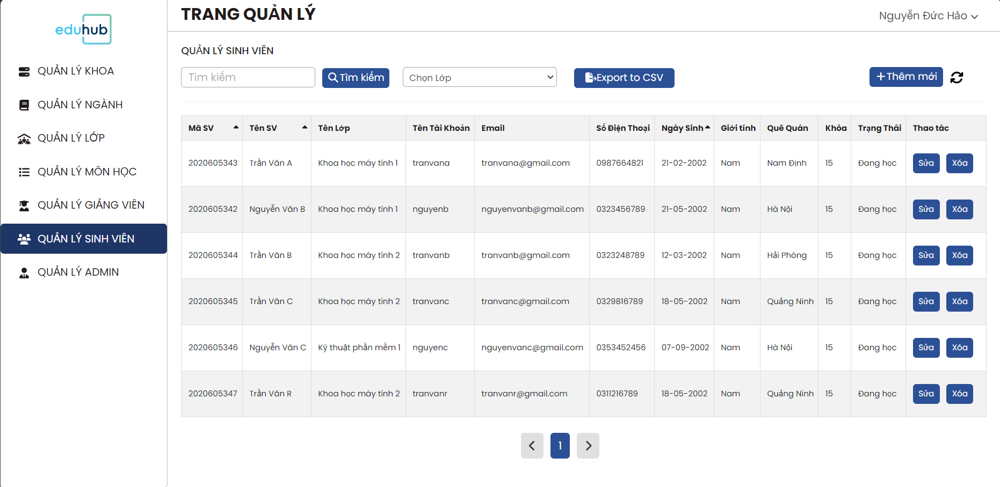 eduhub
QUẢN LÝ KHOA
QUẢN LÝ NGÀNH
QUẢN LÝ LỚP
QUẢN LÝ MÔN HỌC
QUẢN LÝ GIẢNG VIÊN
QUẢN LÝ SINH VIÊN
QUẢN LÝ ADMIN
TRANG QUẢN LÝ
Nguyễn Đức Hảo
QUẢN LÝ SINH VIÊN
Tìm kiếm Tìm kiếm Chọn Lớp Export to CSV Thêm mới
Mã SV Tên SV Tên Lớp Tên Tài Khoản Email Số Điện Thoại Ngày Sinh Giới tính Quê Quán Khóa Trạng Thái Thao tác
2020605343 Trần Văn A Khoa học máy tính 1 tranvana tranvana@gmail.com 0987664821 21-02-2002 Nam Nam Định 15 Đang học Sửa Xóa
2020605342 Nguyễn Văn B Khoa học máy tính 1 nguyenb nguyenvanb@gmail.com 0323456789 21-05-2002 Nam Hà Nội 15 Đang học Sửa Xóa
2020605344 Trần Văn B Khoa học máy tính 2 tranvanb tranvanb@gmail.com 0323248789 12-03-2002 Nam Hải Phòng 15 Đang học Sửa Xóa
2020605345 Trần Văn C Khoa học máy tính 2 tranvanc tranvanc@gmail.com 0329816789 18-05-2002 Nam Quảng Ninh 15 Đang học Sửa Xóa
2020605346 Nguyễn Văn C Kỹ thuật phần mềm 1 nguyenc nguyenvanc@gmail.com 0353452456 07-09-2002 Nam Hà Nội 15 Đang học Sửa Xóa
2020605347 Trần Văn R Khoa học máy tính 2 tranvanr tranvanr@gmail.com 0311216789 18-05-2002 Nam Quảng Ninh 15 Đang học Sửa Xóa
1